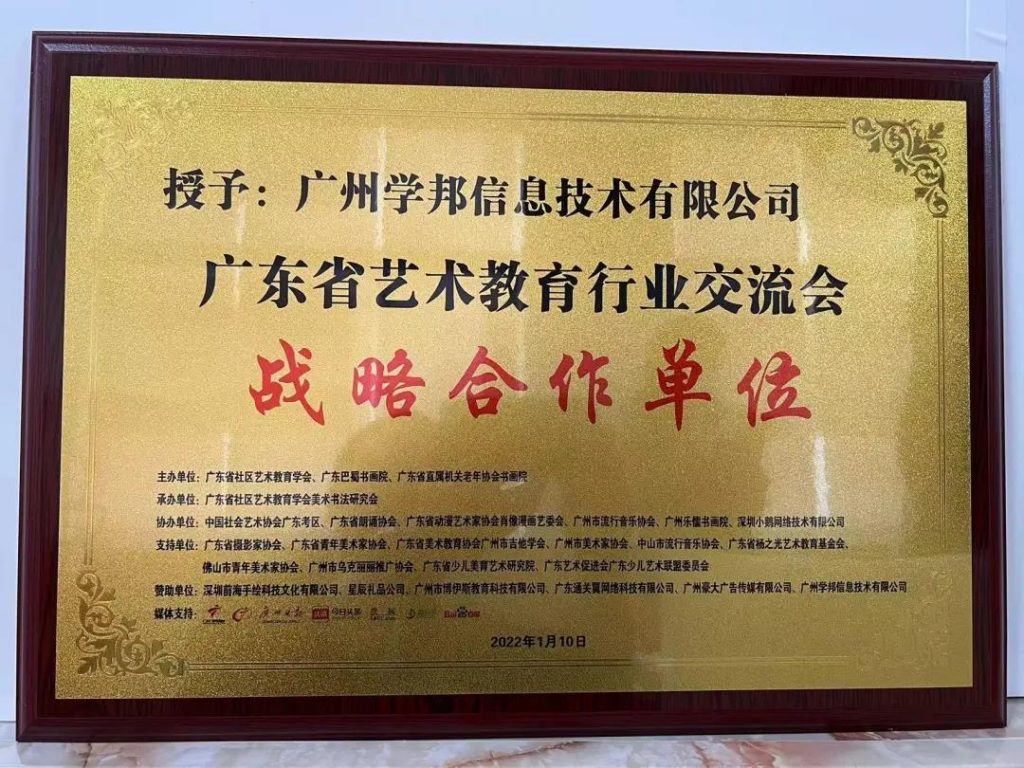 授予：广州学邦信息技术有限公司
广东省艺术教育行业交流会
战略合作单位
主办单位：广东省社区艺术教育学会、广东巴蜀书画院、广东省直属机关老年协会书画院
承办单位：广东省社区艺术教育学会美术书法研究会
协办单位：中国社会艺术协会广东考区、广东省朗诵协会、广东省动漫艺术家协会肖像漫画艺委会、广州市流行音乐协会、广州乐儒书画院、深圳小鹅网络技术有限公司
支持单位：广东省摄影家协会、广东省青年美术家协会、广东省美术教育协会广州市吉他学会、广州市美术家协会、中山市流行音乐协会、广东省杨之光艺术教育基金会、
佛山市青年美术家协会、广州市乌克丽丽推广协会、广东省少儿美育艺术研究院、广东艺术促进会广东少儿艺术联盟委员会
赞助单位：深圳前海手绘科技文化有限公司、星辰礼品公司、广州市博伊斯教育科技有限公司、广东通关翼网络科技有限公司、广州豪大广告传媒有限公司、广州学邦信息技术有限公司
媒体支持： 广州日报 今日头条 Bai 百度
2022年1月10日